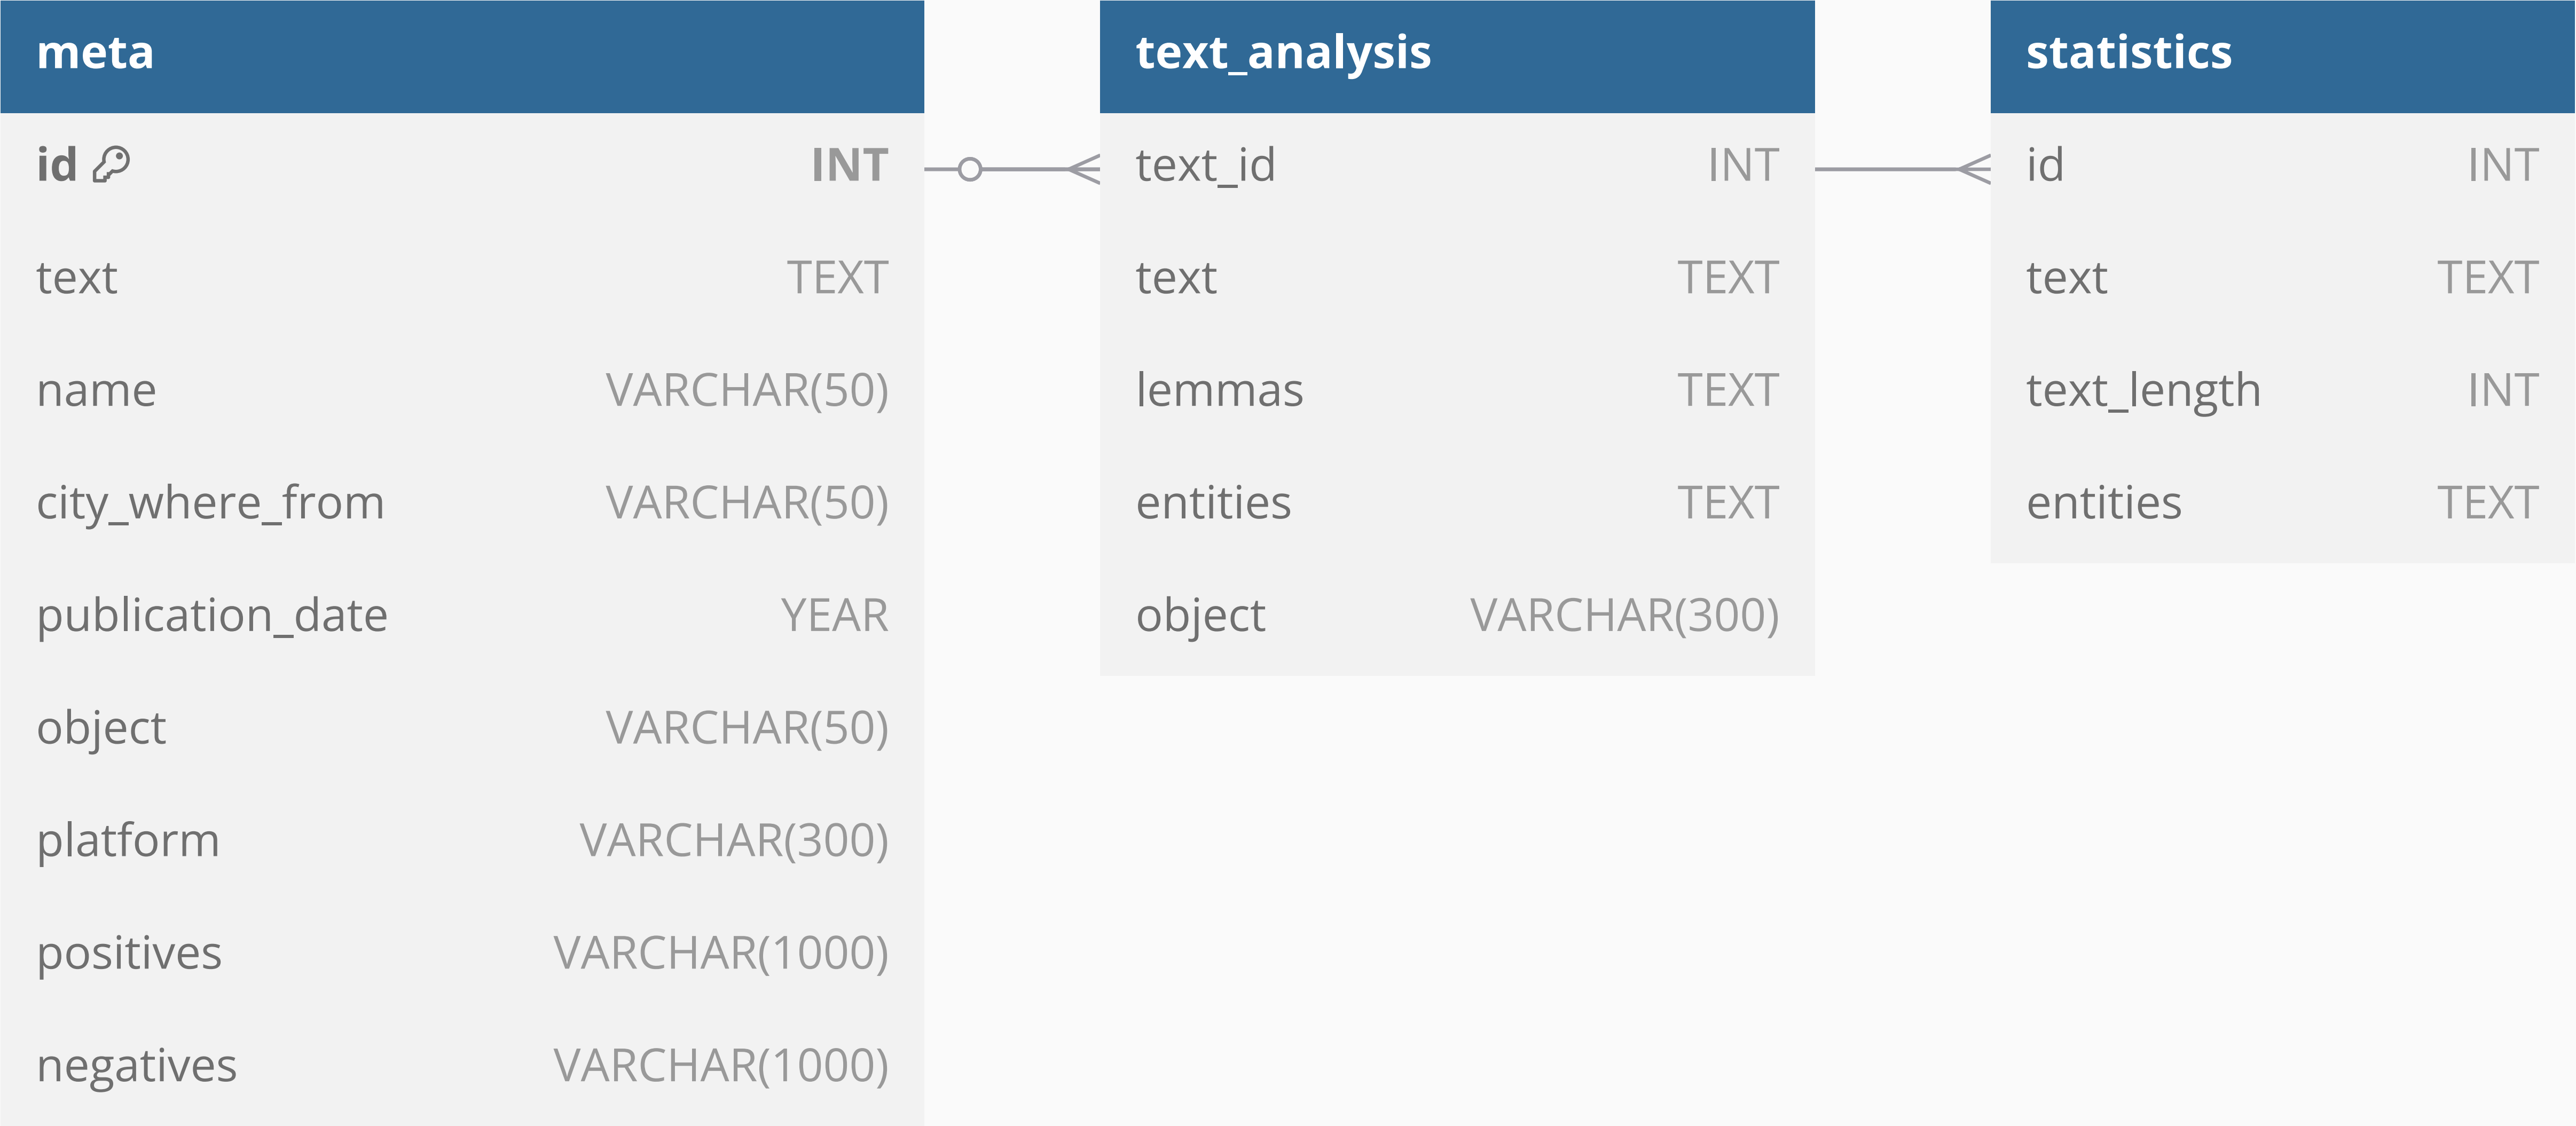 meta
id INT
text TEXT
name VARCHAR(50)
city_where_from VARCHAR(50)
publication_date YEAR
object VARCHAR(50)
platform VARCHAR(300)
positives VARCHAR(1000)
negatives VARCHAR(1000)
text_analysis
text_id INT
text TEXT
lemmas TEXT
entities TEXT
object VARCHAR(300)
statistics
id INT
text TEXT
text_length INT
entities TEXT